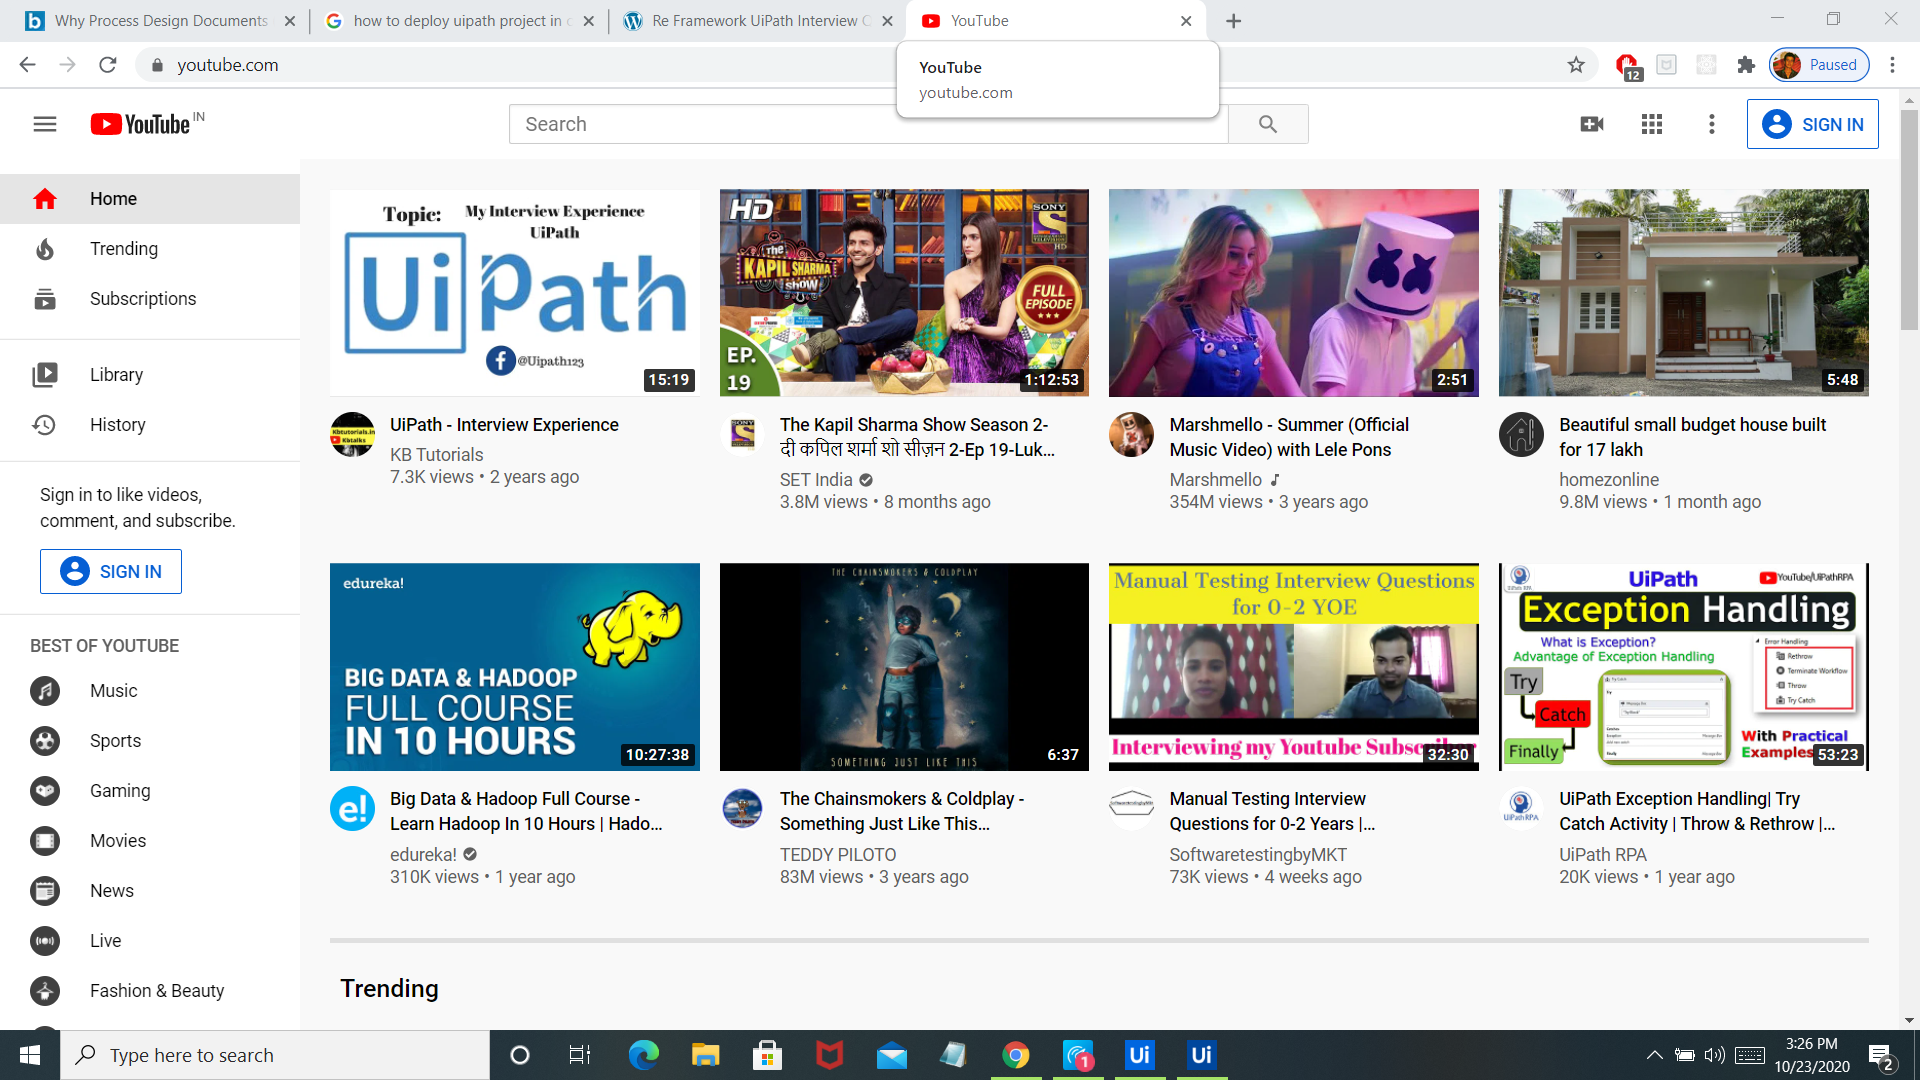 Why Process Design Documents
how to deploy uipath project in
Re Framework UiPath Interview
YouTube
youtube.com
YouTube
youtube.com
12
Paused
YouTube IN
Search
SIGN IN
Home
Trending
Subscriptions
Library
History
Sign in to like videos,
comment, and subscribe.
SIGN IN
BEST OF YOUTUBE
Music
Sports
Gaming
Movies
News
Live
Fashion & Beauty
Topic: My Interview Experience
UiPath
UiPath
@Uipath123
15:19
UiPath - Interview Experience
KB Tutorials
7.3K views • 2 years ago
HD
SONY
The
KAPIL SHARMA
Show
FULL
EPISODE
EP.
19
1:12:53
The Kapil Sharma Show Season 2-
दी कपिल शर्मा शो सीज़न 2-Ep 19-Luk...
SET India
3.8M views • 8 months ago
2:51
Marshmello - Summer (Official
Music Video) with Lele Pons
Marshmello
354M views • 3 years ago
5:48
Beautiful small budget house built
for 17 lakh
homezonline
9.8M views • 1 month ago
edureka!
BIG DATA & HADOOP
FULL COURSE
IN 10 HOURS
10:27:38
Big Data & Hadoop Full Course -
Learn Hadoop In 10 Hours | Hado...
edureka!
310K views • 1 year ago
THE CHAINSMOKERS & COLDPLAY
SOMETHING JUST LIKE THIS
6:37
The Chainsmokers & Coldplay -
Something Just Like This...
TEDDY PILOTO
83M views • 3 years ago
Manual Testing Interview Questions
for 0-2 YOE
Interviewing my Youtube
32:30
Manual Testing Interview
Questions for 0-2 Years |...
SoftwaretestingbyMKT
73K views • 4 weeks ago
UiPath
YouTube/UiPathRPA
Exception Handling
What is Exception?
Advantage of Exception Handling
Error Handling
Rethrow
Terminate Workflow
Throw
Try Catch
Try
Catch
Finally
With Practical
Examples
53:23
UiPath Exception Handling| Try
Catch Activity | Throw & Rethrow |...
UiPath RPA
20K views • 1 year ago
Trending
Type here to search
1
Ui
Ui
3:26 PM
10/23/2020
2